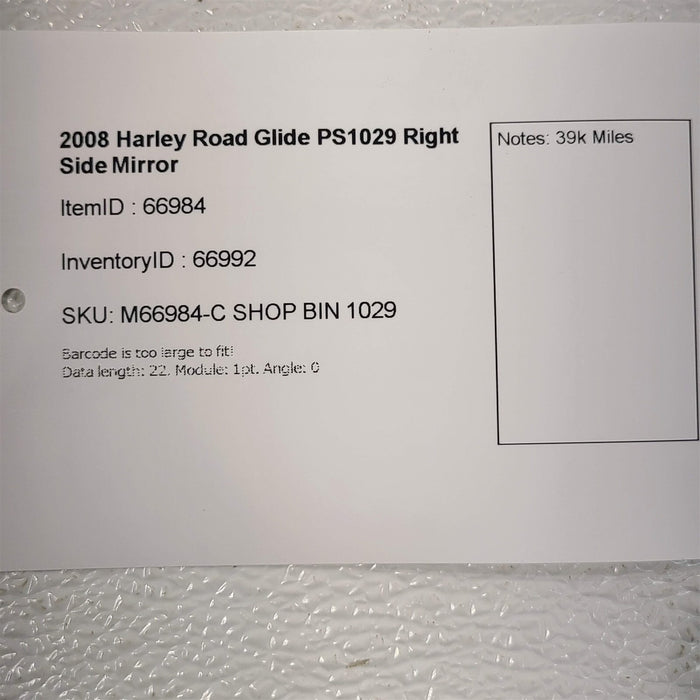 2008 Harley Road Glide PS1029 Right
Side Mirror
ItemID : 66984
InventoryID : 66992
SKU: M66984-C SHOP BIN 1029
Barcode is too large to fit!
Data length: 22. Module: 1pt. Angle: 0
Notes: 39k Miles